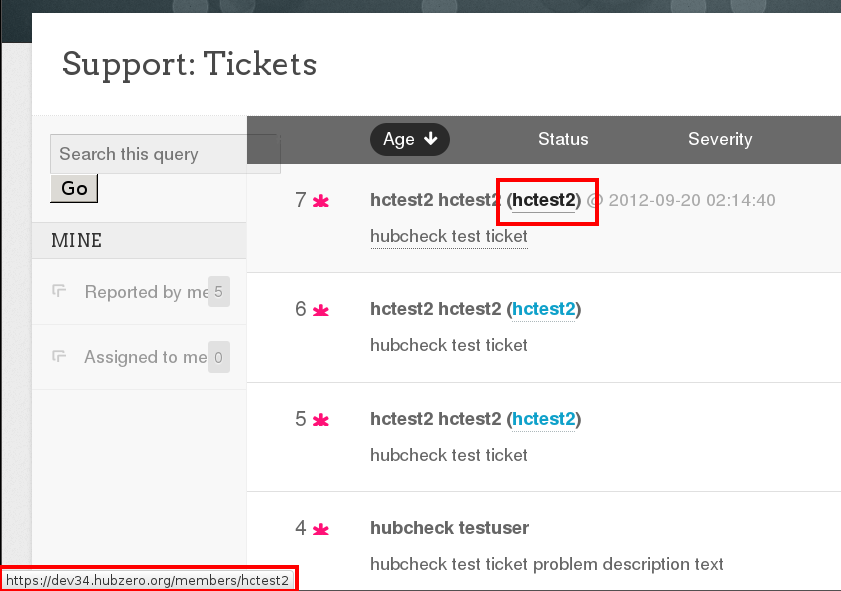 Support: Tickets
Search this query
Go
MINE
Reported by me 5
Assigned to me 0
Age Status Severity
7 hctest2 hctest2 (hctest2) @ 2012-09-20 02:14:40
hubcheck test ticket
6 hctest2 hctest2 (hctest2)
hubcheck test ticket
5 hctest2 hctest2 (hctest2)
hubcheck test ticket
4 hubcheck testuser
hubcheck test ticket problem description text
https://dev34.hubzero.org/members/hctest2